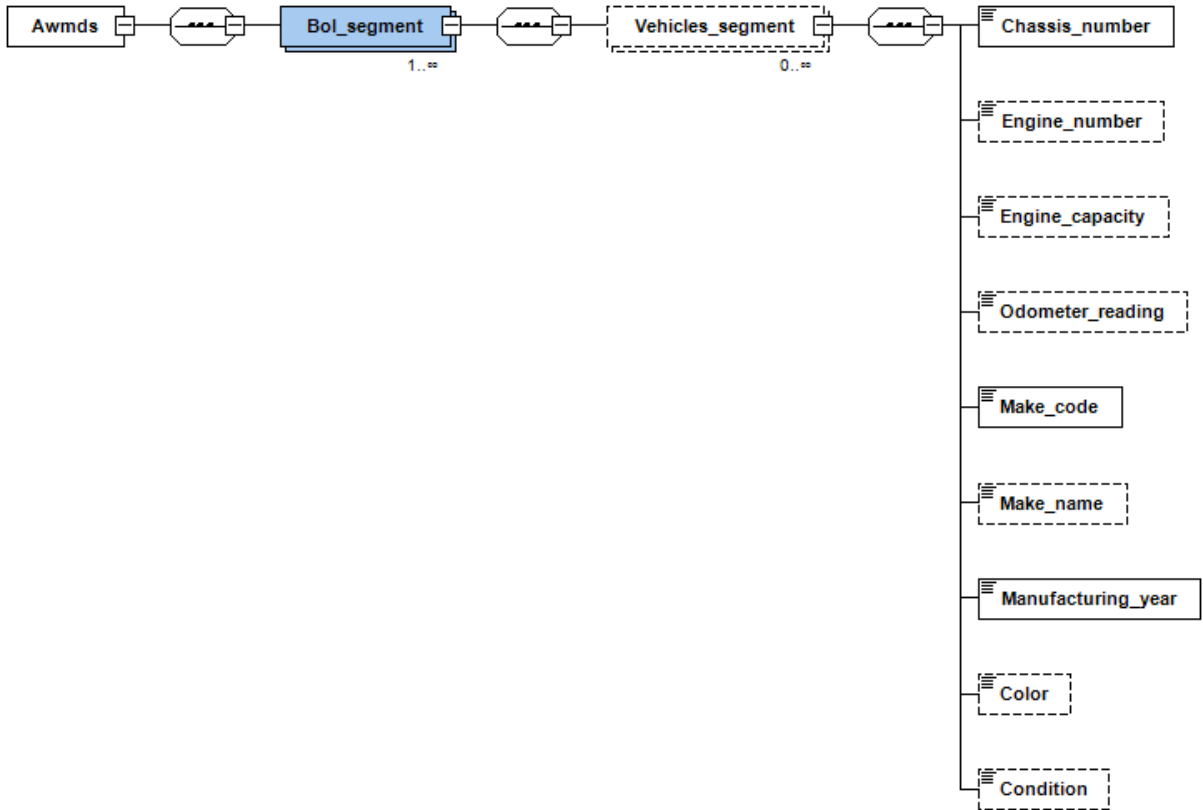 Awmds
Bol_segment
1..∞
Vehicles_segment
0..∞
Chassis_number
Engine_number
Engine_capacity
Odometer_reading
Make_code
Make_name
Manufacturing_year
Color
Condition